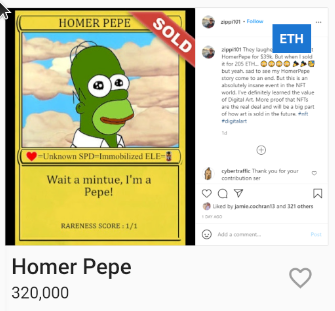 HOMER PEPE
SOLD
♥=Unknown SPD=Immobilized ELE=
Wait a mintue, I'm a
Pepe!
RARENESS SCORE : 1/1
zippi101 • Follow
ETH
zippi101 They laughed
HomerPepe for $39k. But when I sold
it for 205 ETH...
but yeah. sad to see my HomerPepe
story come to an end. But this is an
absolutely insane event in the NFT
world. I've definitely learned the value
of Digital Art. More proof that NFTs
are the real deal and will be a big part
of how art is sold in the future. #nft
#digitalart
cybertraffic Thank you for your
contribution ser
Liked by jamie.cochran13 and 321 others
1 DAY AGO
Add a comment...
Post
Homer Pepe
320,000